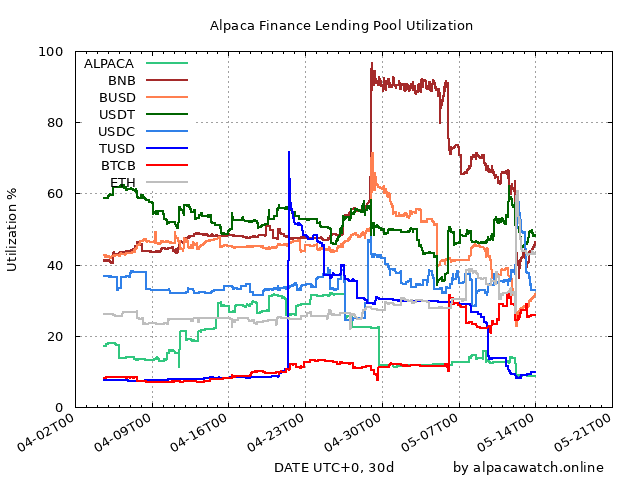 Alpaca Finance Lending Pool Utilization
100
80
60
40
20
0
Utilization %
ALPACA
BNB
BUSD
USDT
USDC
TUSD
BTCB
ETH
04-02T00
04-09T00
04-16T00
04-23T00
04-30T00
05-07T00
05-14T00
05-21T00
DATE UTC+0, 30d
by alpacawatch.online